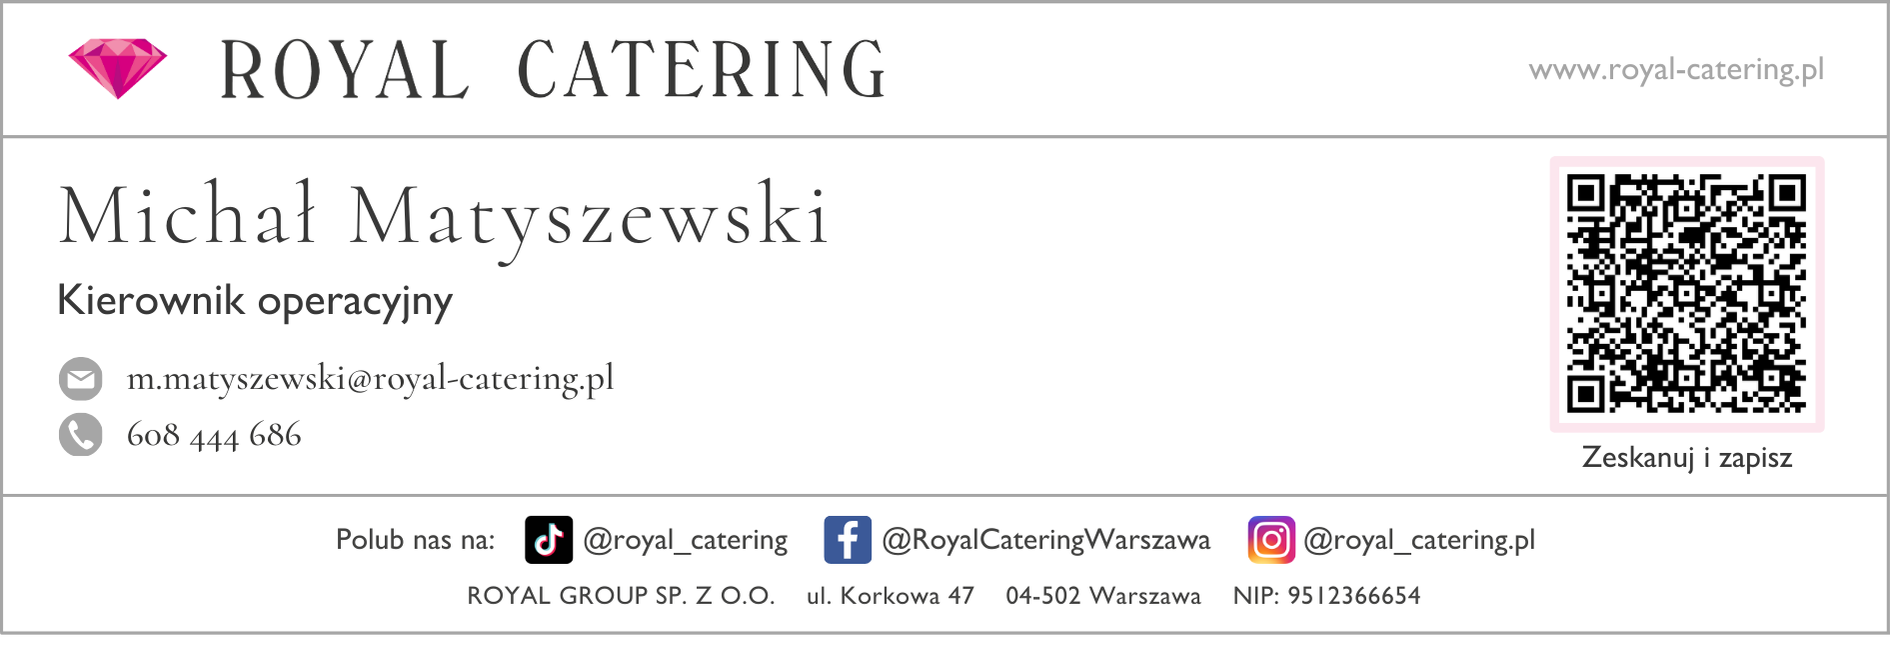 ROYAL CATERING
www.royal-catering.pl
Michał Matyszewski
Kierownik operacyjny
m.matyszewski@royal-catering.pl
608 444 686
Zeskanuj i zapisz
Polub nas na: @royal_catering @RoyalCateringWarszawa @royal_catering.pl
ROYAL GROUP SP. Z O.O. ul. Korkowa 47 04-502 Warszawa NIP: 9512366654